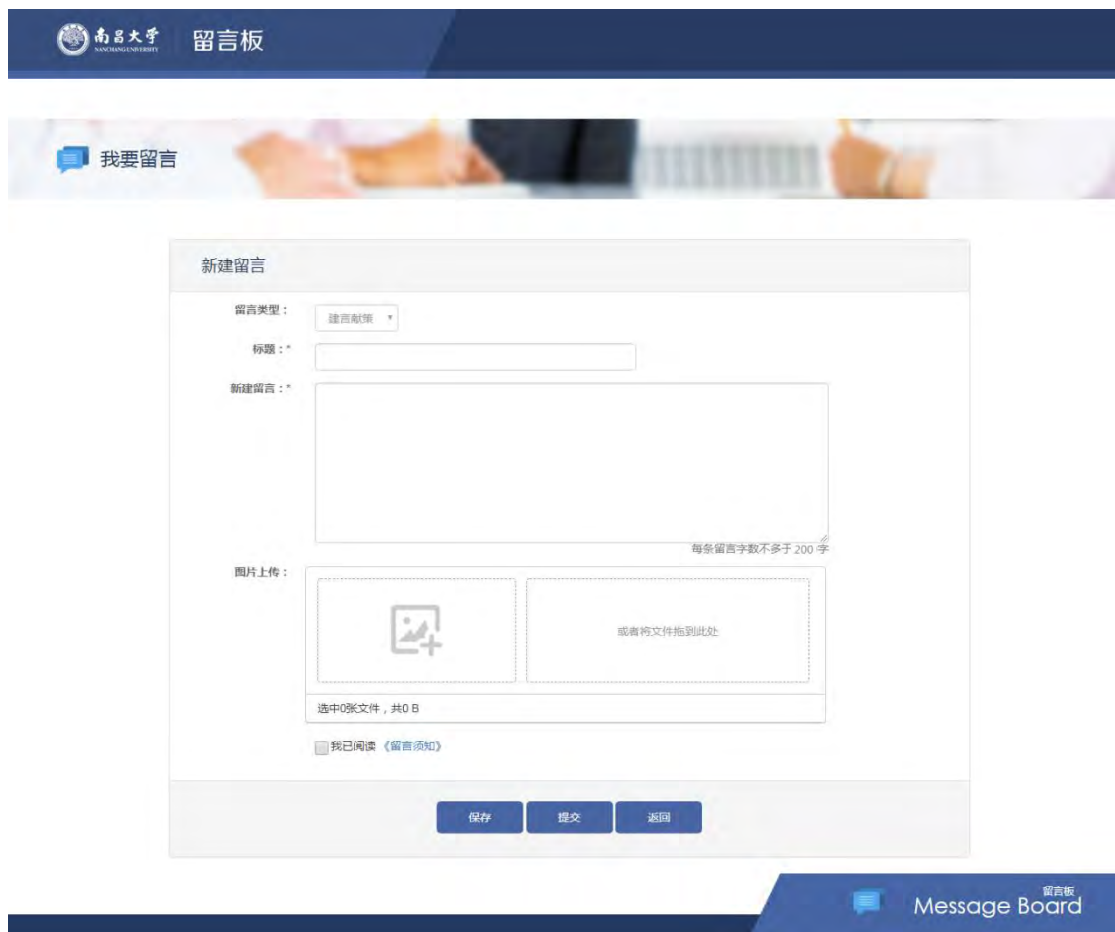 南昌大学
NANCHANG UNIVERSITY
留言板
我要留言
新建留言
留言类型：
建言献策
标题：*
新建留言：*
每条留言字数不多于 200 字
图片上传：
或者将文件拖到此处
选中0张文件，共0 B
我已阅读 《留言须知》
保存 提交 返回
留言板
Message Board